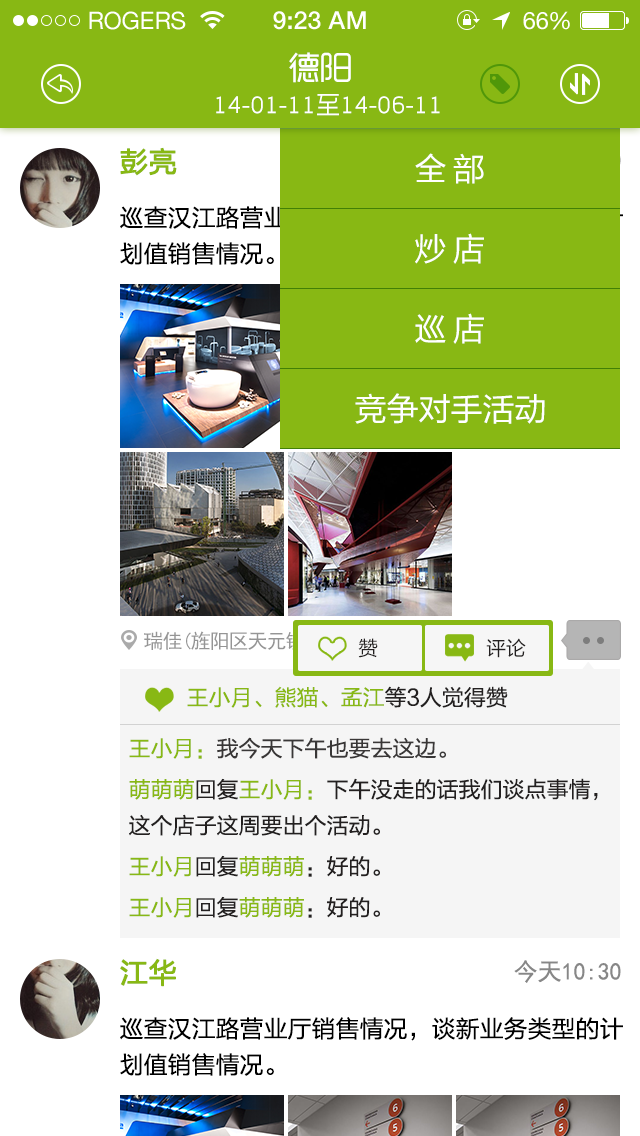 ROGERS 9:23 AM 66%
德阳
14-01-11至14-06-11
全部
炒店
巡店
竞争对手活动
彭亮
巡查汉江路营业
划值销售情况。
瑞佳(旌阳区天元
赞 评论
王小月、熊猫、孟江等3人觉得赞
王小月：我今天下午也要去这边。
萌萌萌回复王小月：下午没走的话我们谈点事情，
这个店子这周要出个活动。
王小月回复萌萌萌：好的。
王小月回复萌萌萌：好的。
江华 今天10:30
巡查汉江路营业厅销售情况，谈新业务类型的计
划值销售情况。
6 6
5 5